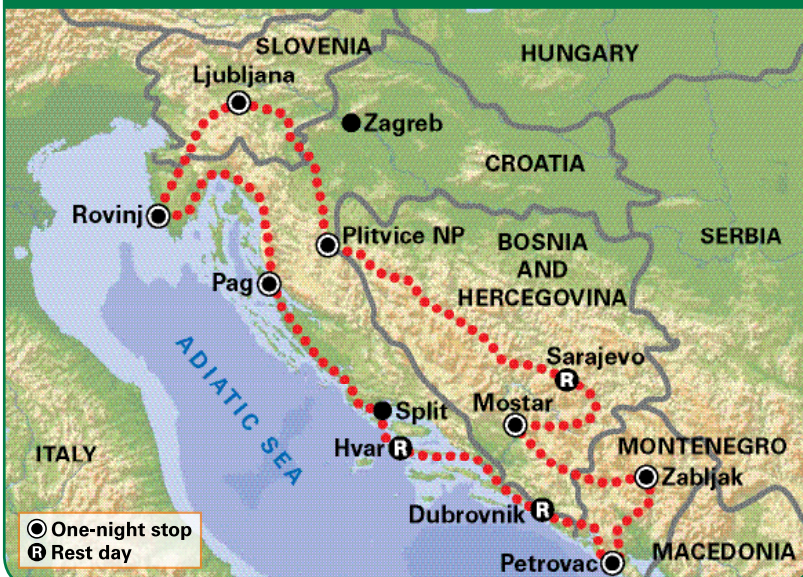 SLOVENIA
HUNGARY
Ljubljana
Zagreb
CROATIA
Rovinj
Plitvice NP
BOSNIA
AND
HERCEGOVINA
SERBIA
Pag
ADIATIC SEA
Sarajevo
R
Mostar
Split
Hvar
R
ITALY
MONTENEGRO
Zabljak
Dubrovnik
R
Petrovac
MACEDONIA
One-night stop
R Rest day